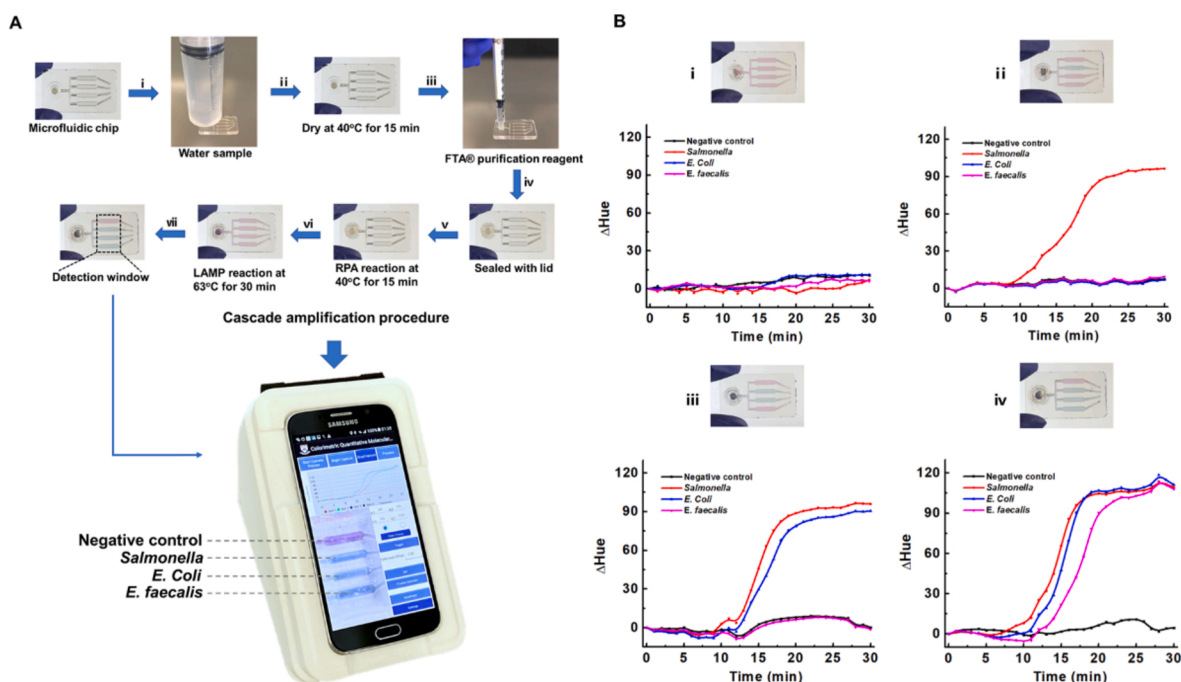 A
B
i
ii
iii
Microfluidic chip
Water sample
Dry at 40ºC for 15 min
FTA® purification reagent
iv
vii
vi
v
Detection window
LAMP reaction at
63ºC for 30 min
RPA reaction at
40ºC for 15 min
Sealed with lid
Cascade amplification procedure
SAMSUNG
Colorimetric Quantitative Molecular...
Negative control
Salmonella
E. Coli
E. faecalis
i
120
90
60
30
0
ΔHue
Negative control
Salmonella
E. Coli
E. faecalis
0 5 10 15 20 25 30
Time (min)
ii
120
90
60
30
0
ΔHue
Negative control
Salmonella
E. Coli
E. faecalis
0 5 10 15 20 25 30
Time (min)
iii
120
90
60
30
0
ΔHue
Negative control
Salmonella
E. Coli
E. faecalis
0 5 10 15 20 25 30
Time (min)
iv
120
90
60
30
0
ΔHue
Negative control
Salmonella
E. Coli
E. faecalis
0 5 10 15 20 25 30
Time (min)